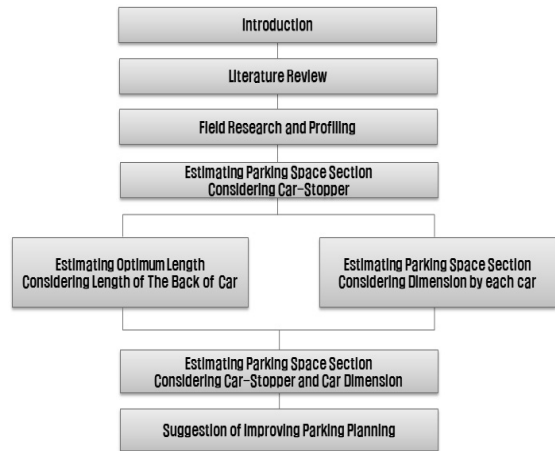 Introduction
Literature Review
Field Research and Profiling
Estimating Parking Space Section
Considering Car-Stopper
Estimating Optimum Length
Considering Length of The Back of Car
Estimating Parking Space Section
Considering Dimension by each car
Estimating Parking Space Section
Considering Car-Stopper and Car Dimension
Suggestion of Improving Parking Planning